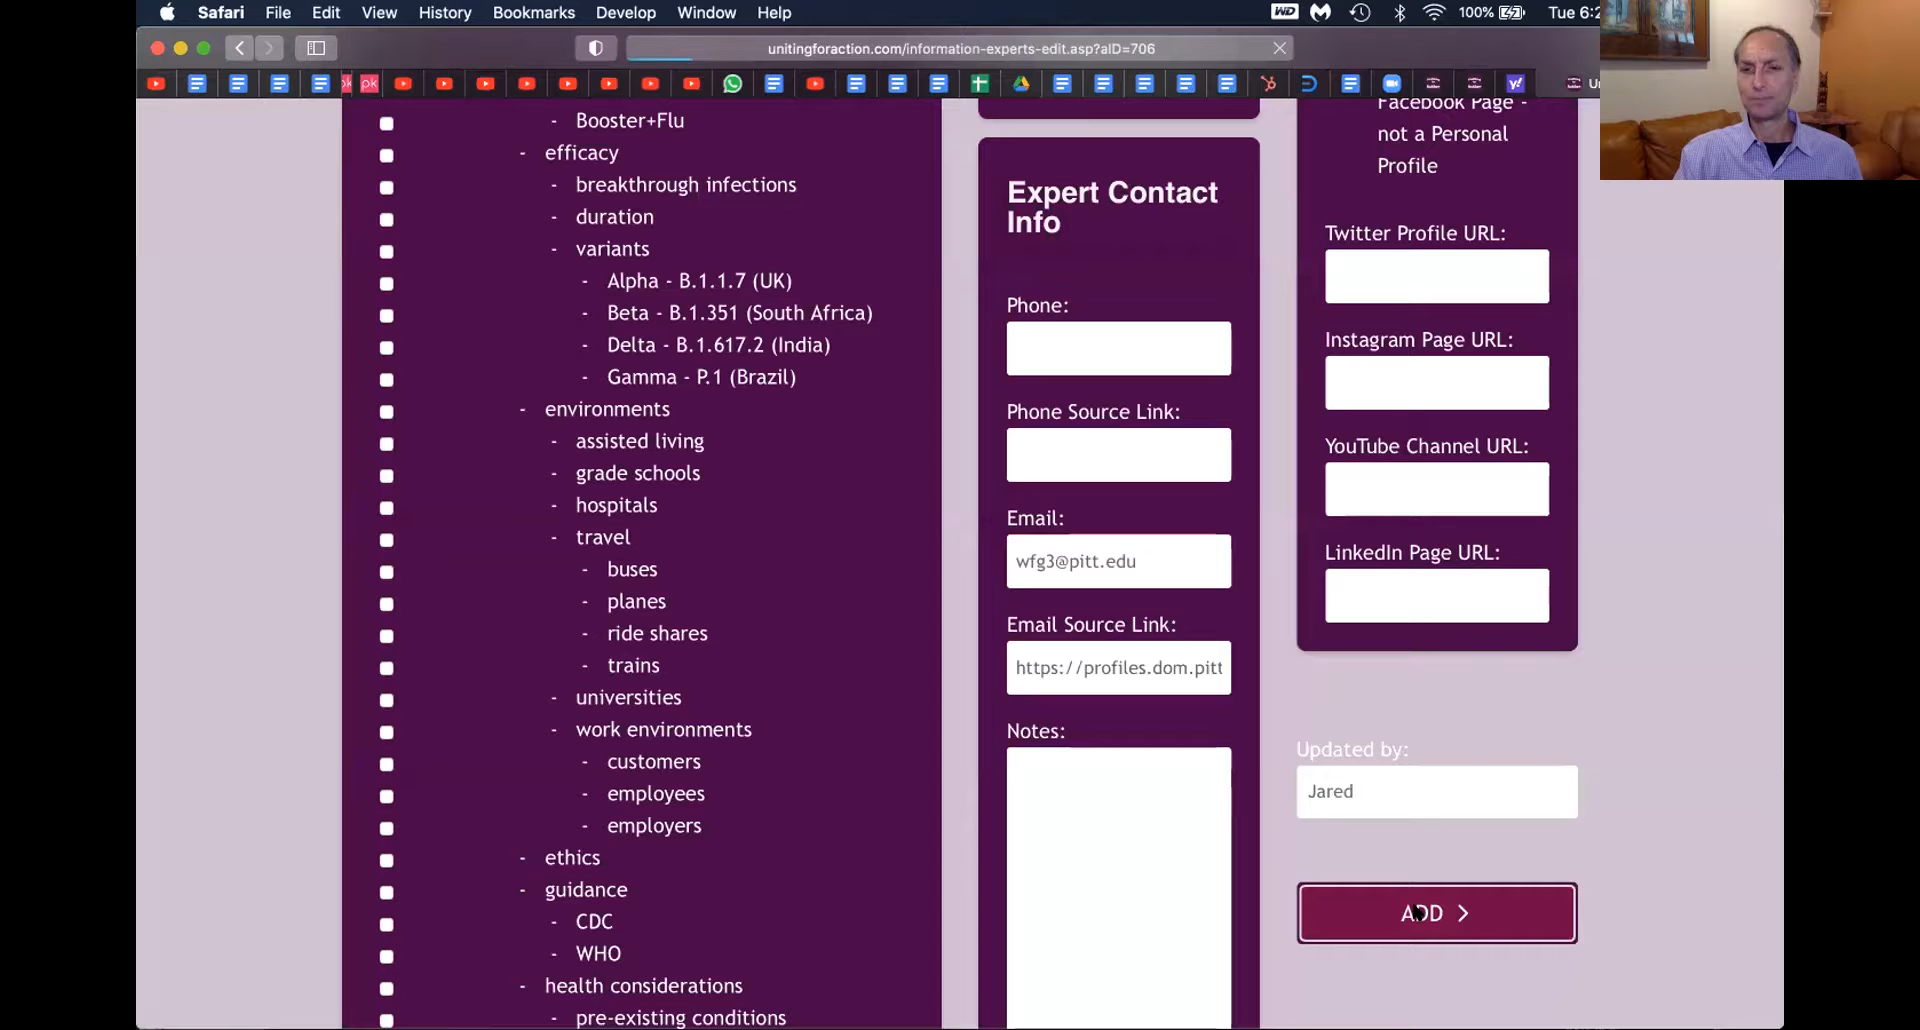 Safari File Edit View History Bookmarks Develop Window Help
100%
Tue 6:2
unitingforaction.com/information-experts-edit.asp?aID=706
- Booster+Flu
- efficacy
- breakthrough infections
- duration
- variants
- Alpha - B.1.1.7 (UK)
- Beta - B.1.351 (South Africa)
- Delta - B.1.617.2 (India)
- Gamma - P.1 (Brazil)
- environments
- assisted living
- grade schools
- hospitals
- travel
- buses
- planes
- ride shares
- trains
- universities
- work environments
- customers
- employees
- employers
- ethics
- guidance
- CDC
- WHO
- health considerations
- pre-existing conditions
Expert Contact
Info
Phone:
Phone Source Link:
Email:
wfg3@pitt.edu
Email Source Link:
https://profiles.dom.pitt
Notes:
Facebook Page -
not a Personal
Profile
Twitter Profile URL:
Instagram Page URL:
YouTube Channel URL:
LinkedIn Page URL:
Updated by:
Jared
ADD